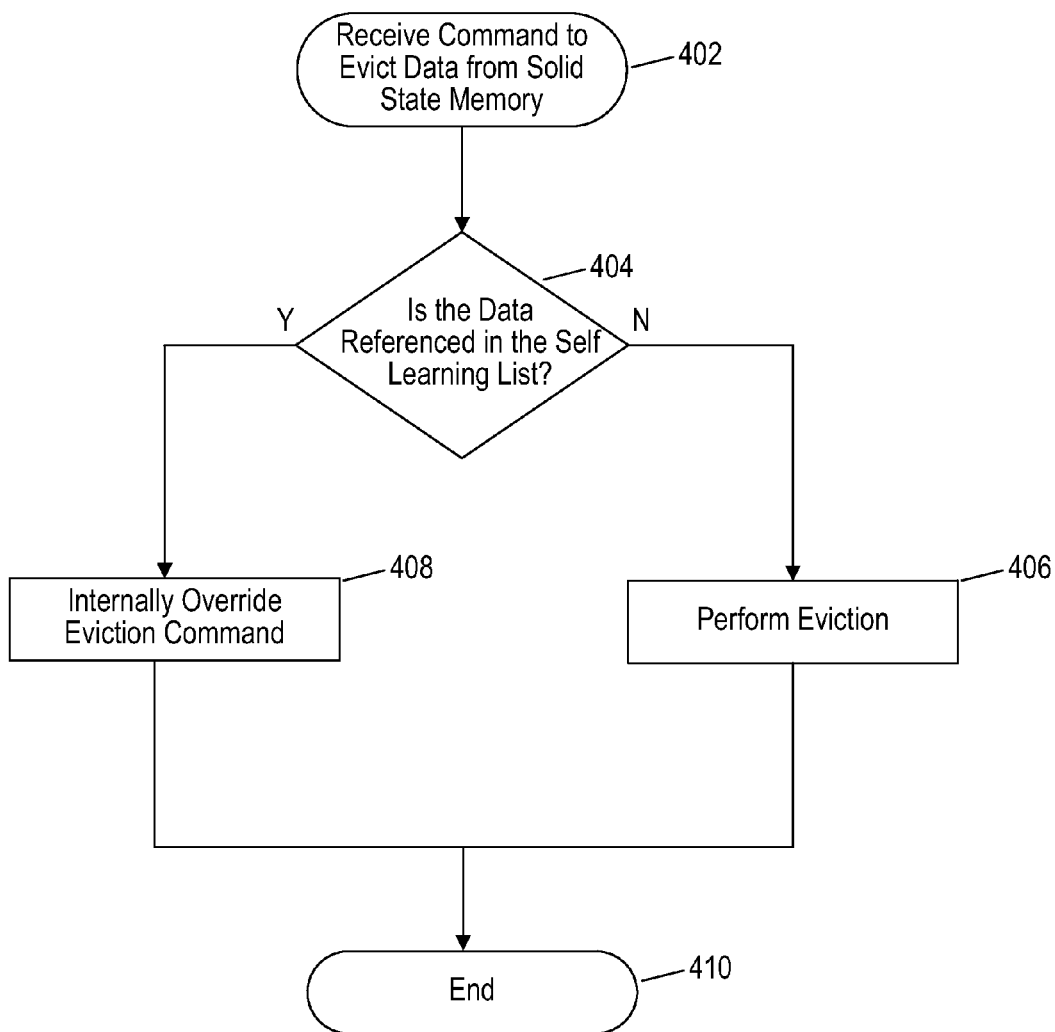 Receive Command to
Evict Data from Solid
State Memory
402
404
Is the Data
Referenced in the Self
Learning List?
Y
N
408
Internally Override
Eviction Command
406
Perform Eviction
End
410